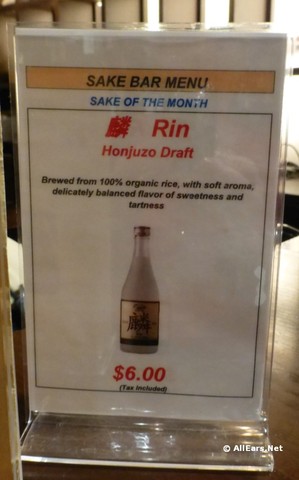 SAKE BAR MENU
SAKE OF THE MONTH
麟 Rin
Honjuzo Draft
Brewed from 100% organic rice, with soft aroma,
delicately balanced flavor of sweetness and
tartness
麟
$6.00
(Tax Included)
© AllEars.Net